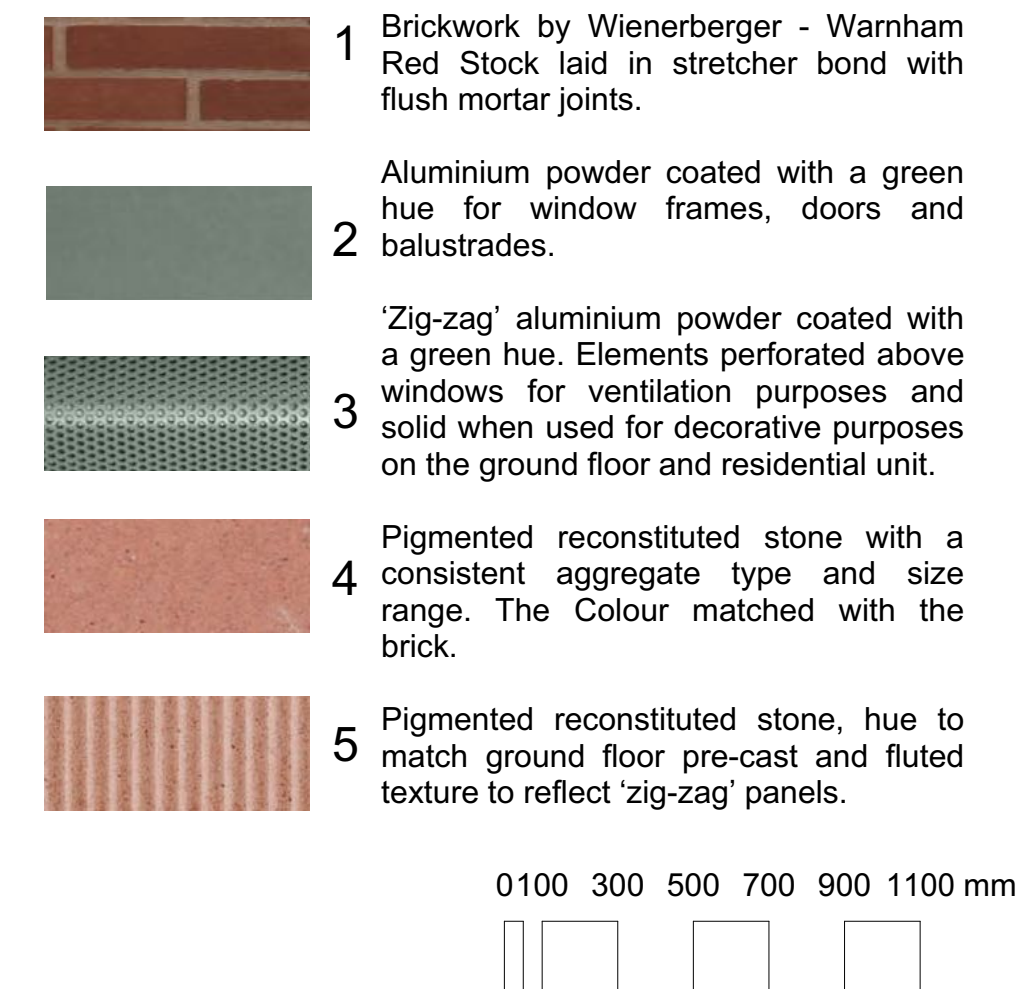 1
Brickwork by Wienerberger - Warnham
Red Stock laid in stretcher bond with
flush mortar joints.
2
Aluminium powder coated with a green
hue for window frames, doors and
balustrades.
3
‘Zig-zag’ aluminium powder coated with
a green hue. Elements perforated above
windows for ventilation purposes and
solid when used for decorative purposes
on the ground floor and residential unit.
4
Pigmented reconstituted stone with a
consistent aggregate type and size
range. The Colour matched with the
brick.
5
Pigmented reconstituted stone, hue to
match ground floor pre-cast and fluted
texture to reflect ‘zig-zag’ panels.
0 100 300 500 700 900 1100 mm